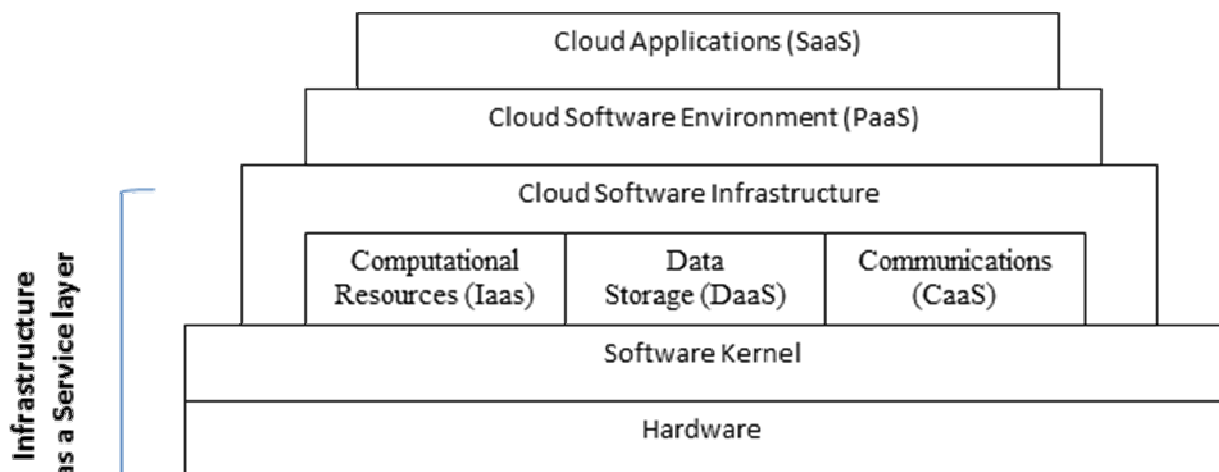 Cloud Applications (SaaS)
Cloud Software Environment (PaaS)
Cloud Software Infrastructure
Computational
Resources (Iaas)
Data
Storage (DaaS)
Communications
(CaaS)
Software Kernel
Hardware
Infrastructure
as a Service layer